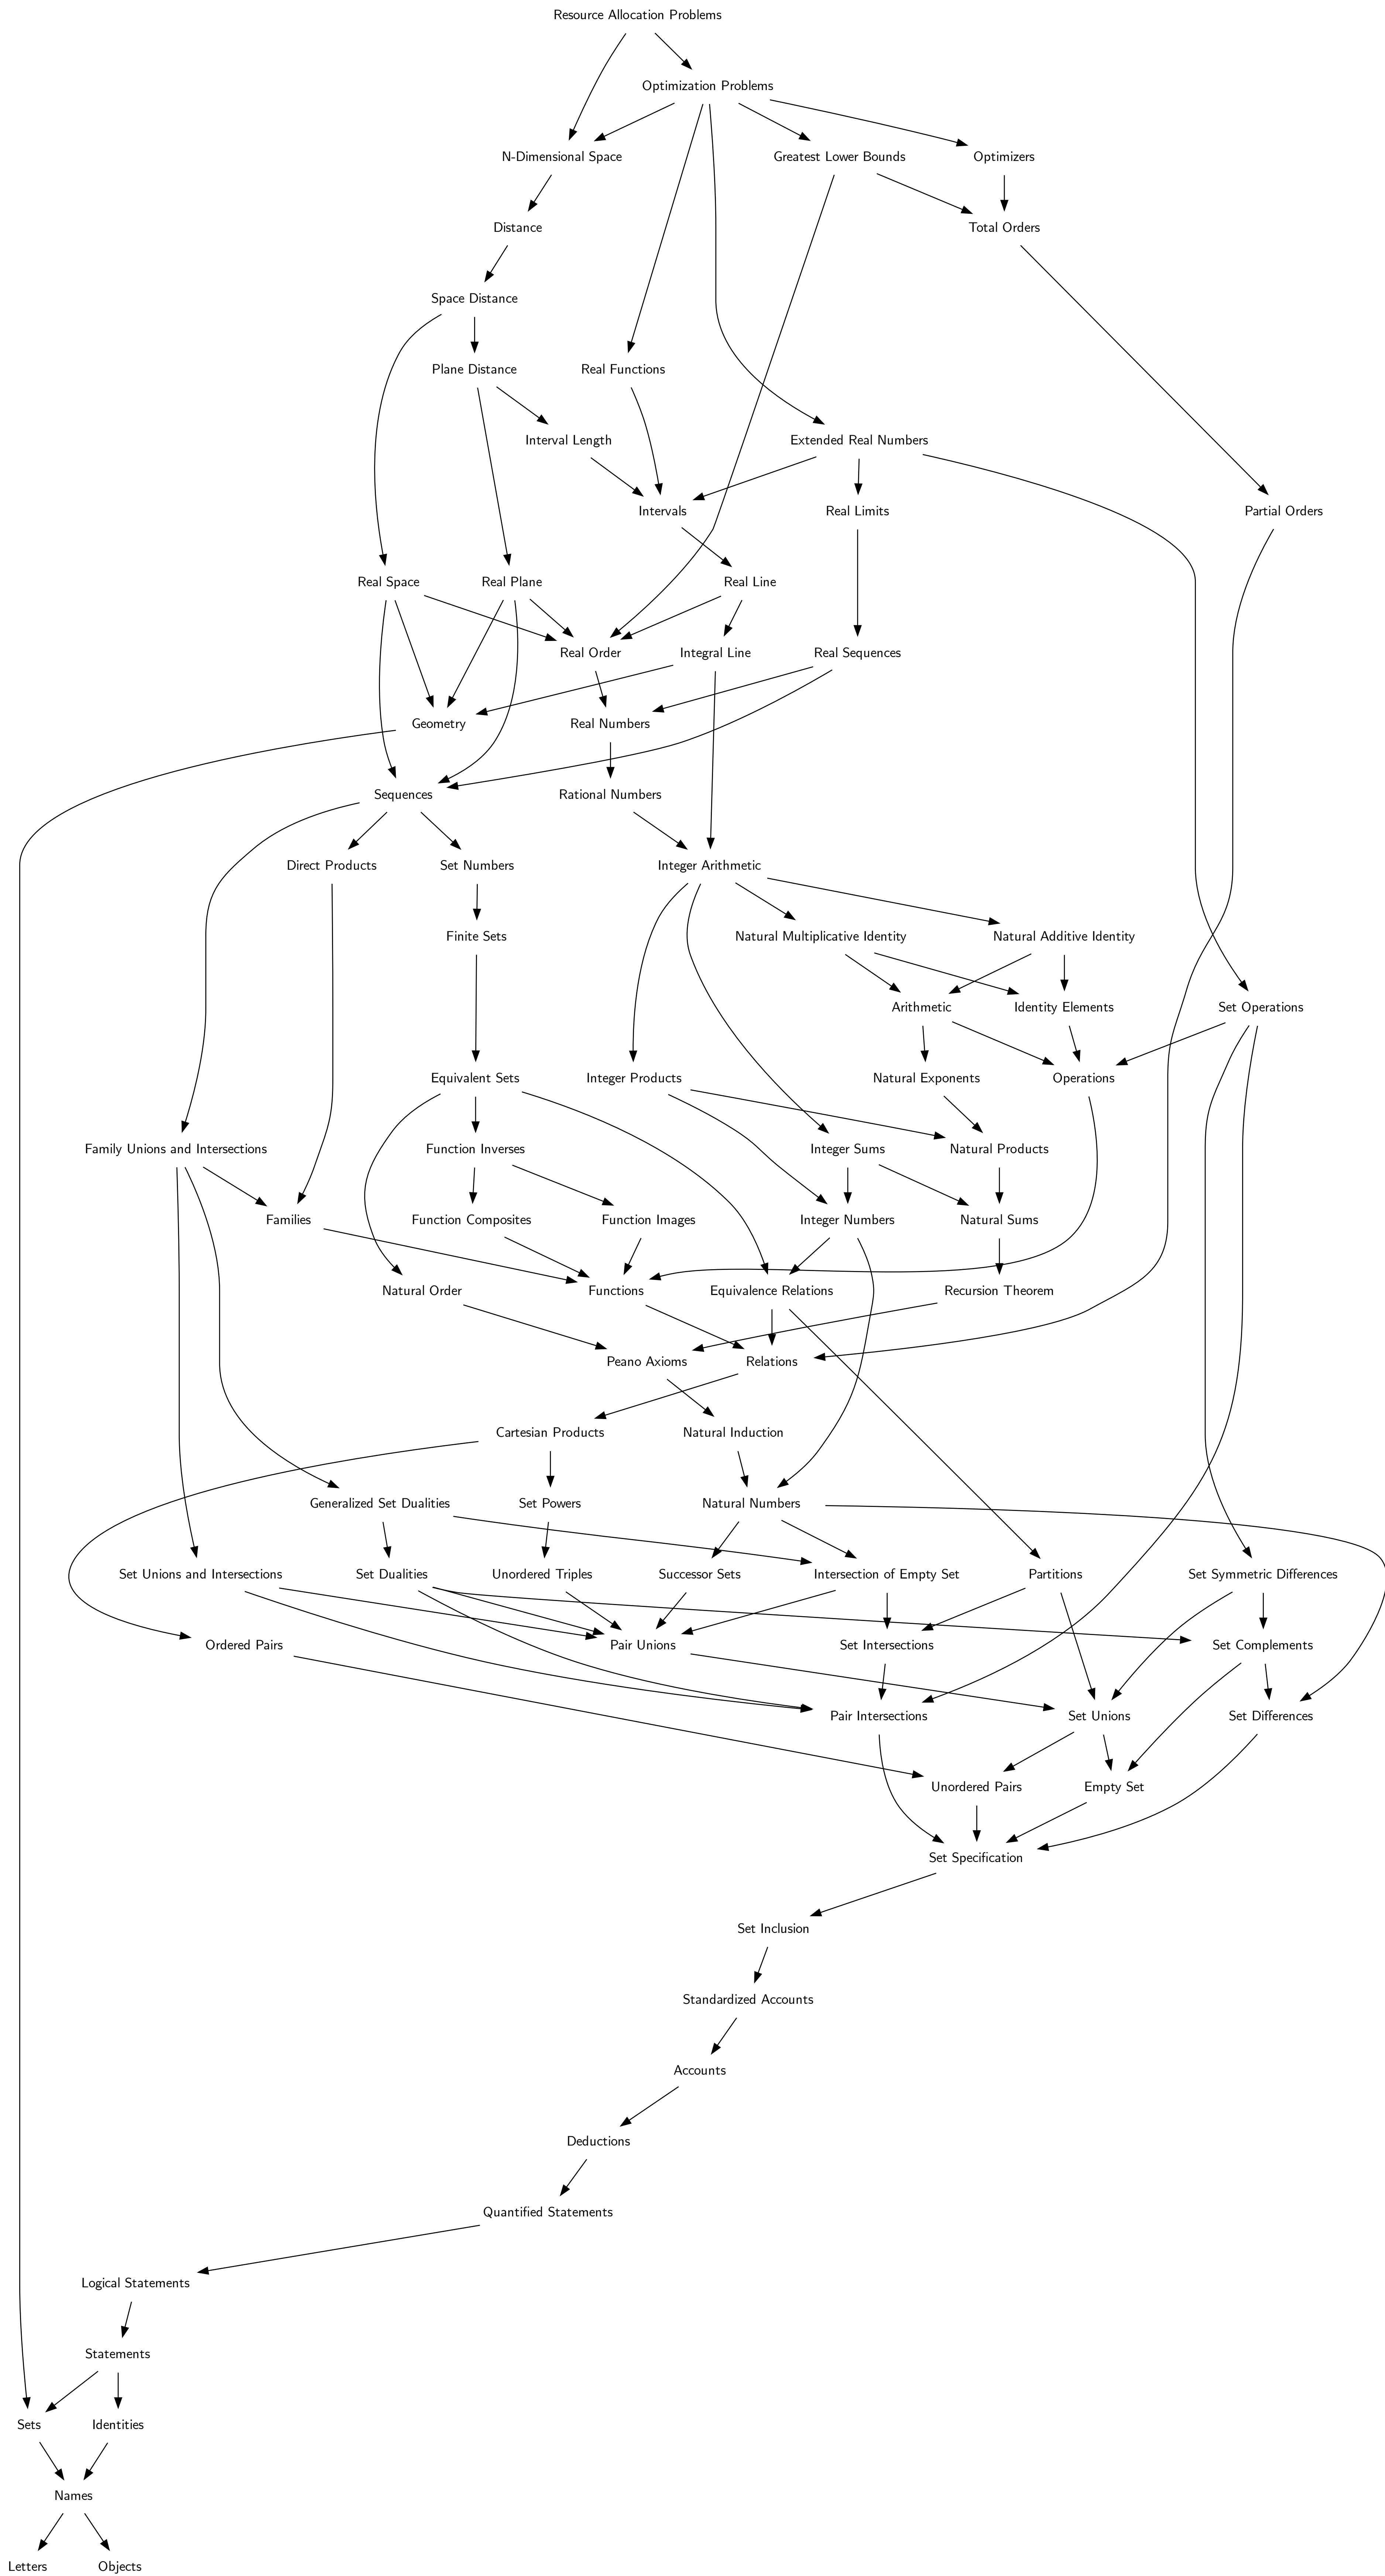 Resource Allocation Problems
Optimization Problems
N-Dimensional Space
Greatest Lower Bounds
Optimizers
Distance
Total Orders
Space Distance
Plane Distance
Real Functions
Interval Length
Extended Real Numbers
Intervals
Real Limits
Partial Orders
Real Space
Real Plane
Real Line
Real Order
Integral Line
Real Sequences
Geometry
Real Numbers
Sequences
Rational Numbers
Direct Products
Set Numbers
Integer Arithmetic
Finite Sets
Natural Multiplicative Identity
Natural Additive Identity
Arithmetic
Identity Elements
Set Operations
Equivalent Sets
Integer Products
Natural Exponents
Operations
Family Unions and Intersections
Function Inverses
Integer Sums
Natural Products
Families
Function Composites
Function Images
Integer Numbers
Natural Sums
Natural Order
Functions
Equivalence Relations
Recursion Theorem
Peano Axioms
Relations
Cartesian Products
Natural Induction
Generalized Set Dualities
Set Powers
Natural Numbers
Set Unions and Intersections
Set Dualities
Unordered Triples
Successor Sets
Intersection of Empty Set
Partitions
Set Symmetric Differences
Ordered Pairs
Pair Unions
Set Intersections
Set Complements
Pair Intersections
Set Unions
Set Differences
Unordered Pairs
Empty Set
Set Specification
Set Inclusion
Standardized Accounts
Accounts
Deductions
Quantified Statements
Logical Statements
Statements
Sets
Identities
Names
Letters
Objects